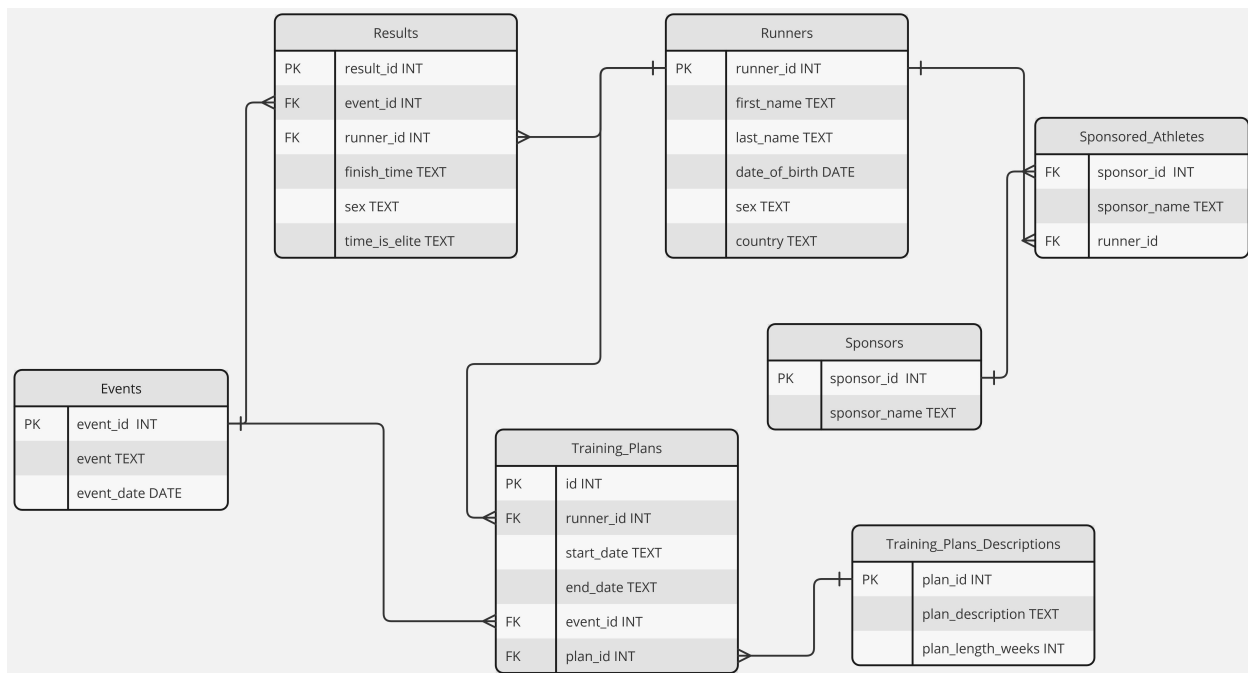 Results
PK result_id INT
FK event_id INT
FK runner_id INT
finish_time TEXT
sex TEXT
time_is_elite TEXT
Runners
PK runner_id INT
first_name TEXT
last_name TEXT
date_of_birth DATE
sex TEXT
country TEXT
Sponsored_Athletes
FK sponsor_id INT
sponsor_name TEXT
FK runner_id
Sponsors
PK sponsor_id INT
sponsor_name TEXT
Events
PK event_id INT
event TEXT
event_date DATE
Training_Plans
PK id INT
FK runner_id INT
start_date TEXT
end_date TEXT
FK event_id INT
FK plan_id INT
Training_Plans_Descriptions
PK plan_id INT
plan_description TEXT
plan_length_weeks INT